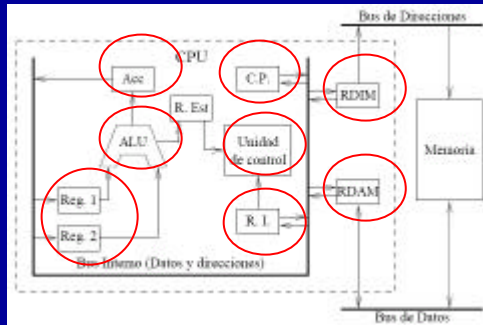 Bus de Direcciones
CPU
Acc
C.P.
R. Est
RDIM
ALU
Unidad
de control
Memoria
Reg. 1
RDAM
R. I.
Reg. 2
Bus Interno (Datos y direcciones)
Bus de Datos